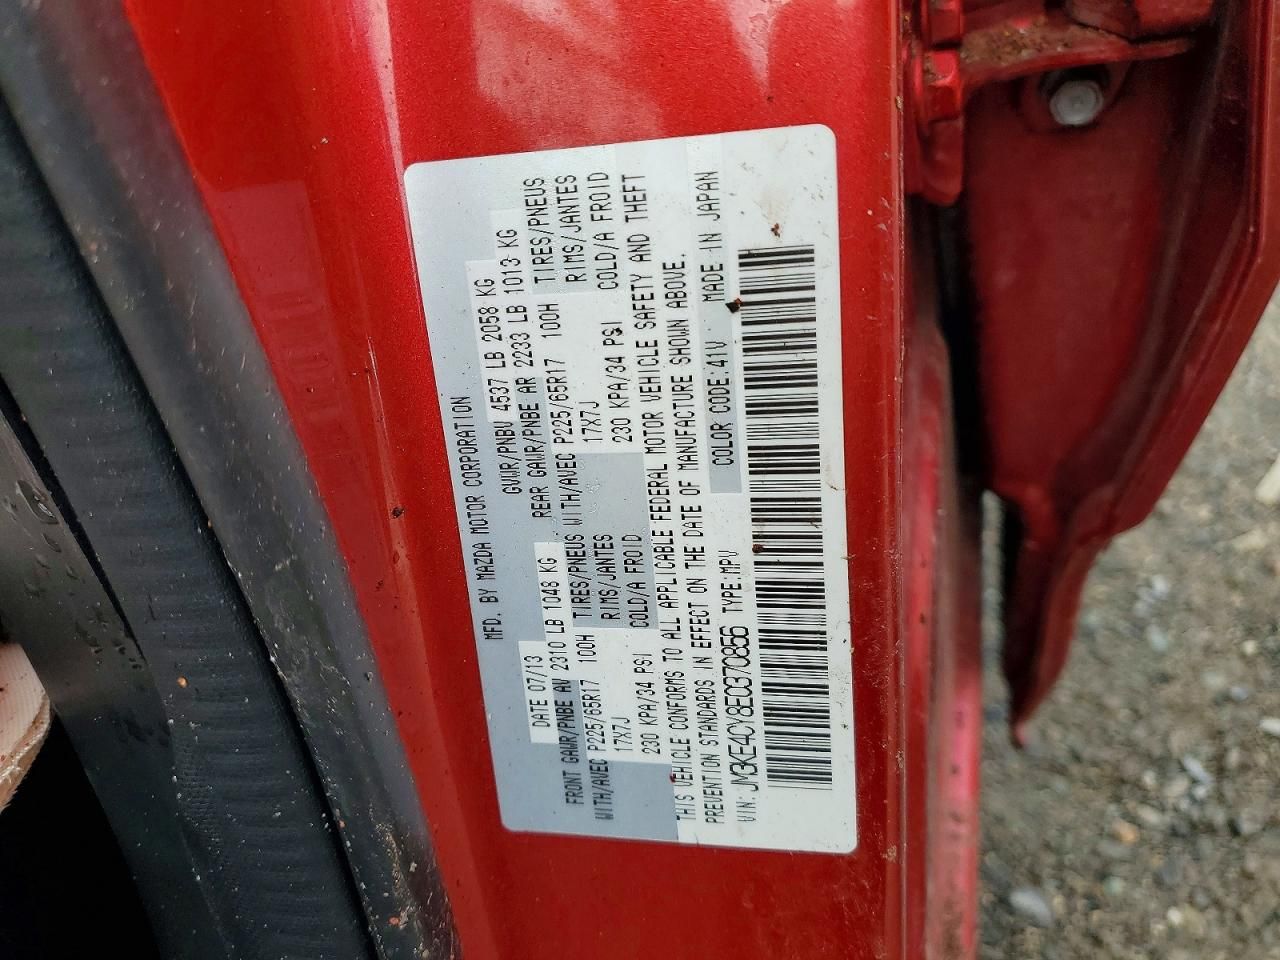 MFD. BY MAZDA MOTOR CORPORATION
DATE 07/13 GVWR/PNBV 4537 LB 2058 KG
FRONT GAWR/PNBE AV 2310 LB 1048 KG REAR GAWR/PNBE AR 2233 LB 1013 KG
WITH/AVEC P225/65R17 100H TIRES/PNEUS WITH/AVEC P225/65R17 100H TIRES/PNEUS
17X7J RIMS/JANTES 17X7J RIMS/JANTES
230 KPA/34 PSI COLD/A FROID 230 KPA/34 PSI COLD/A FROID
THIS VEHICLE CONFORMS TO ALL APPLICABLE FEDERAL MOTOR VEHICLE SAFETY AND THEFT
PREVENTION STANDARDS IN EFFECT ON THE DATE OF MANUFACTURE SHOWN ABOVE.
VIN: JM3KE4CY8E0370856 TYPE:MPV COLOR CODE:41V MADE IN JAPAN